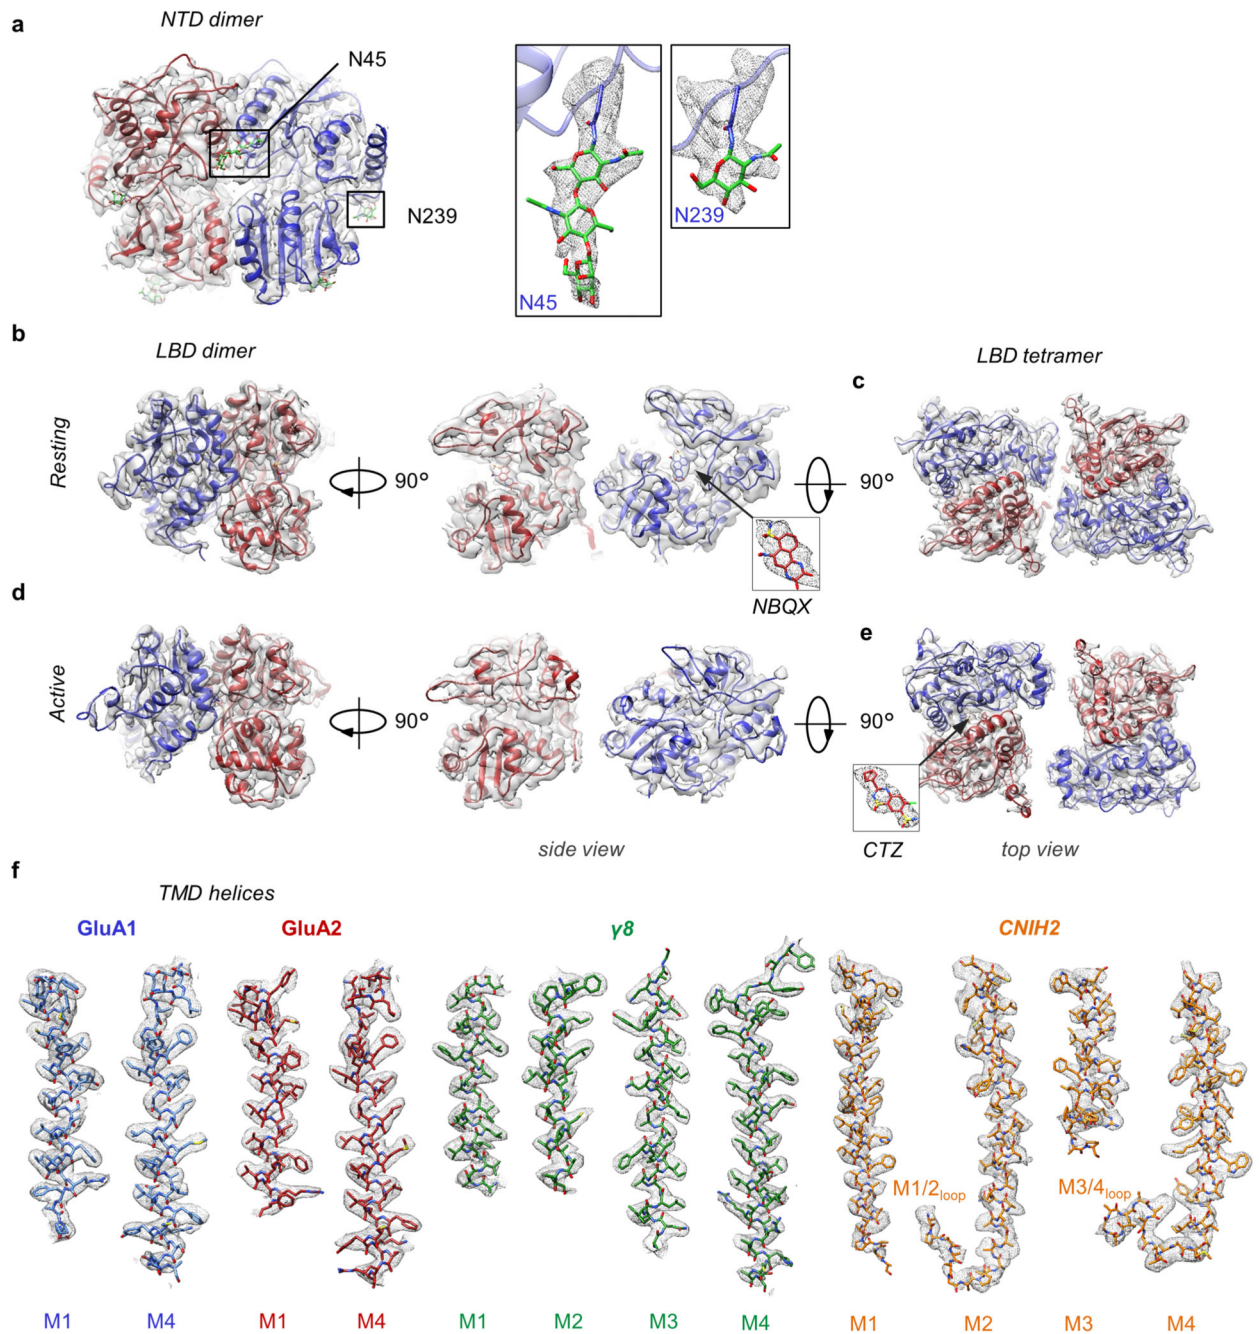 a
NTD dimer
N45
N239
N45
N239
b
LBD dimer
LBD tetramer
c
Resting
90°
90°
NBQX
d
e
Active
90°
90°
CTZ
side view
top view
f
TMD helices
GluA1
GluA2
γ8
CNIH2
M1/2loop
M3/4loop
M1
M4
M1
M4
M1
M2
M3
M4
M1
M2
M3
M4